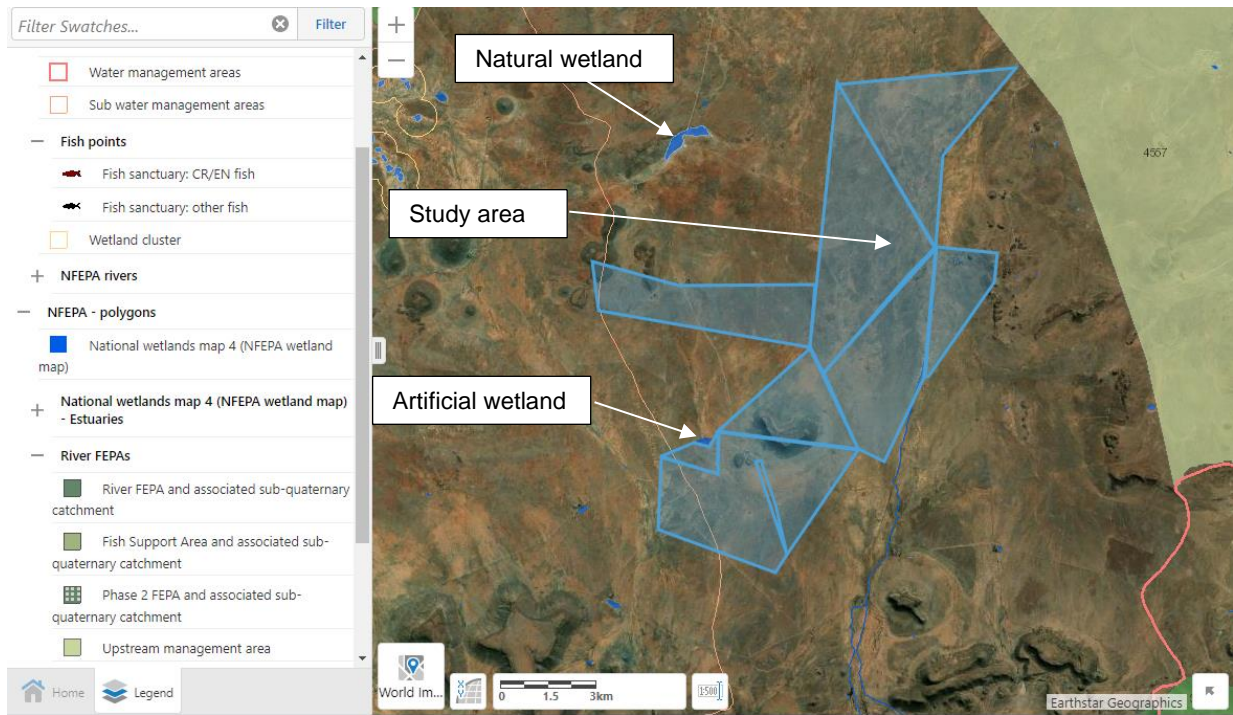 Filter Swatches...
Filter
Water management areas
Sub water management areas
Fish points
Fish sanctuary: CR/EN fish
Fish sanctuary: other fish
Wetland cluster
NFEPA rivers
NFEPA - polygons
National wetlands map 4 (NFEPA wetland
map)
National wetlands map 4 (NFEPA wetland map)
- Estuaries
River FEPAs
River FEPA and associated sub-quaternary
catchment
Fish Support Area and associated sub-
quaternary catchment
Phase 2 FEPA and associated sub-
quaternary catchment
Upstream management area
Home
Legend
Natural wetland
4557
Study area
Artificial wetland
World Im...
0 1.5 3km
1:500
Earthstar Geographics